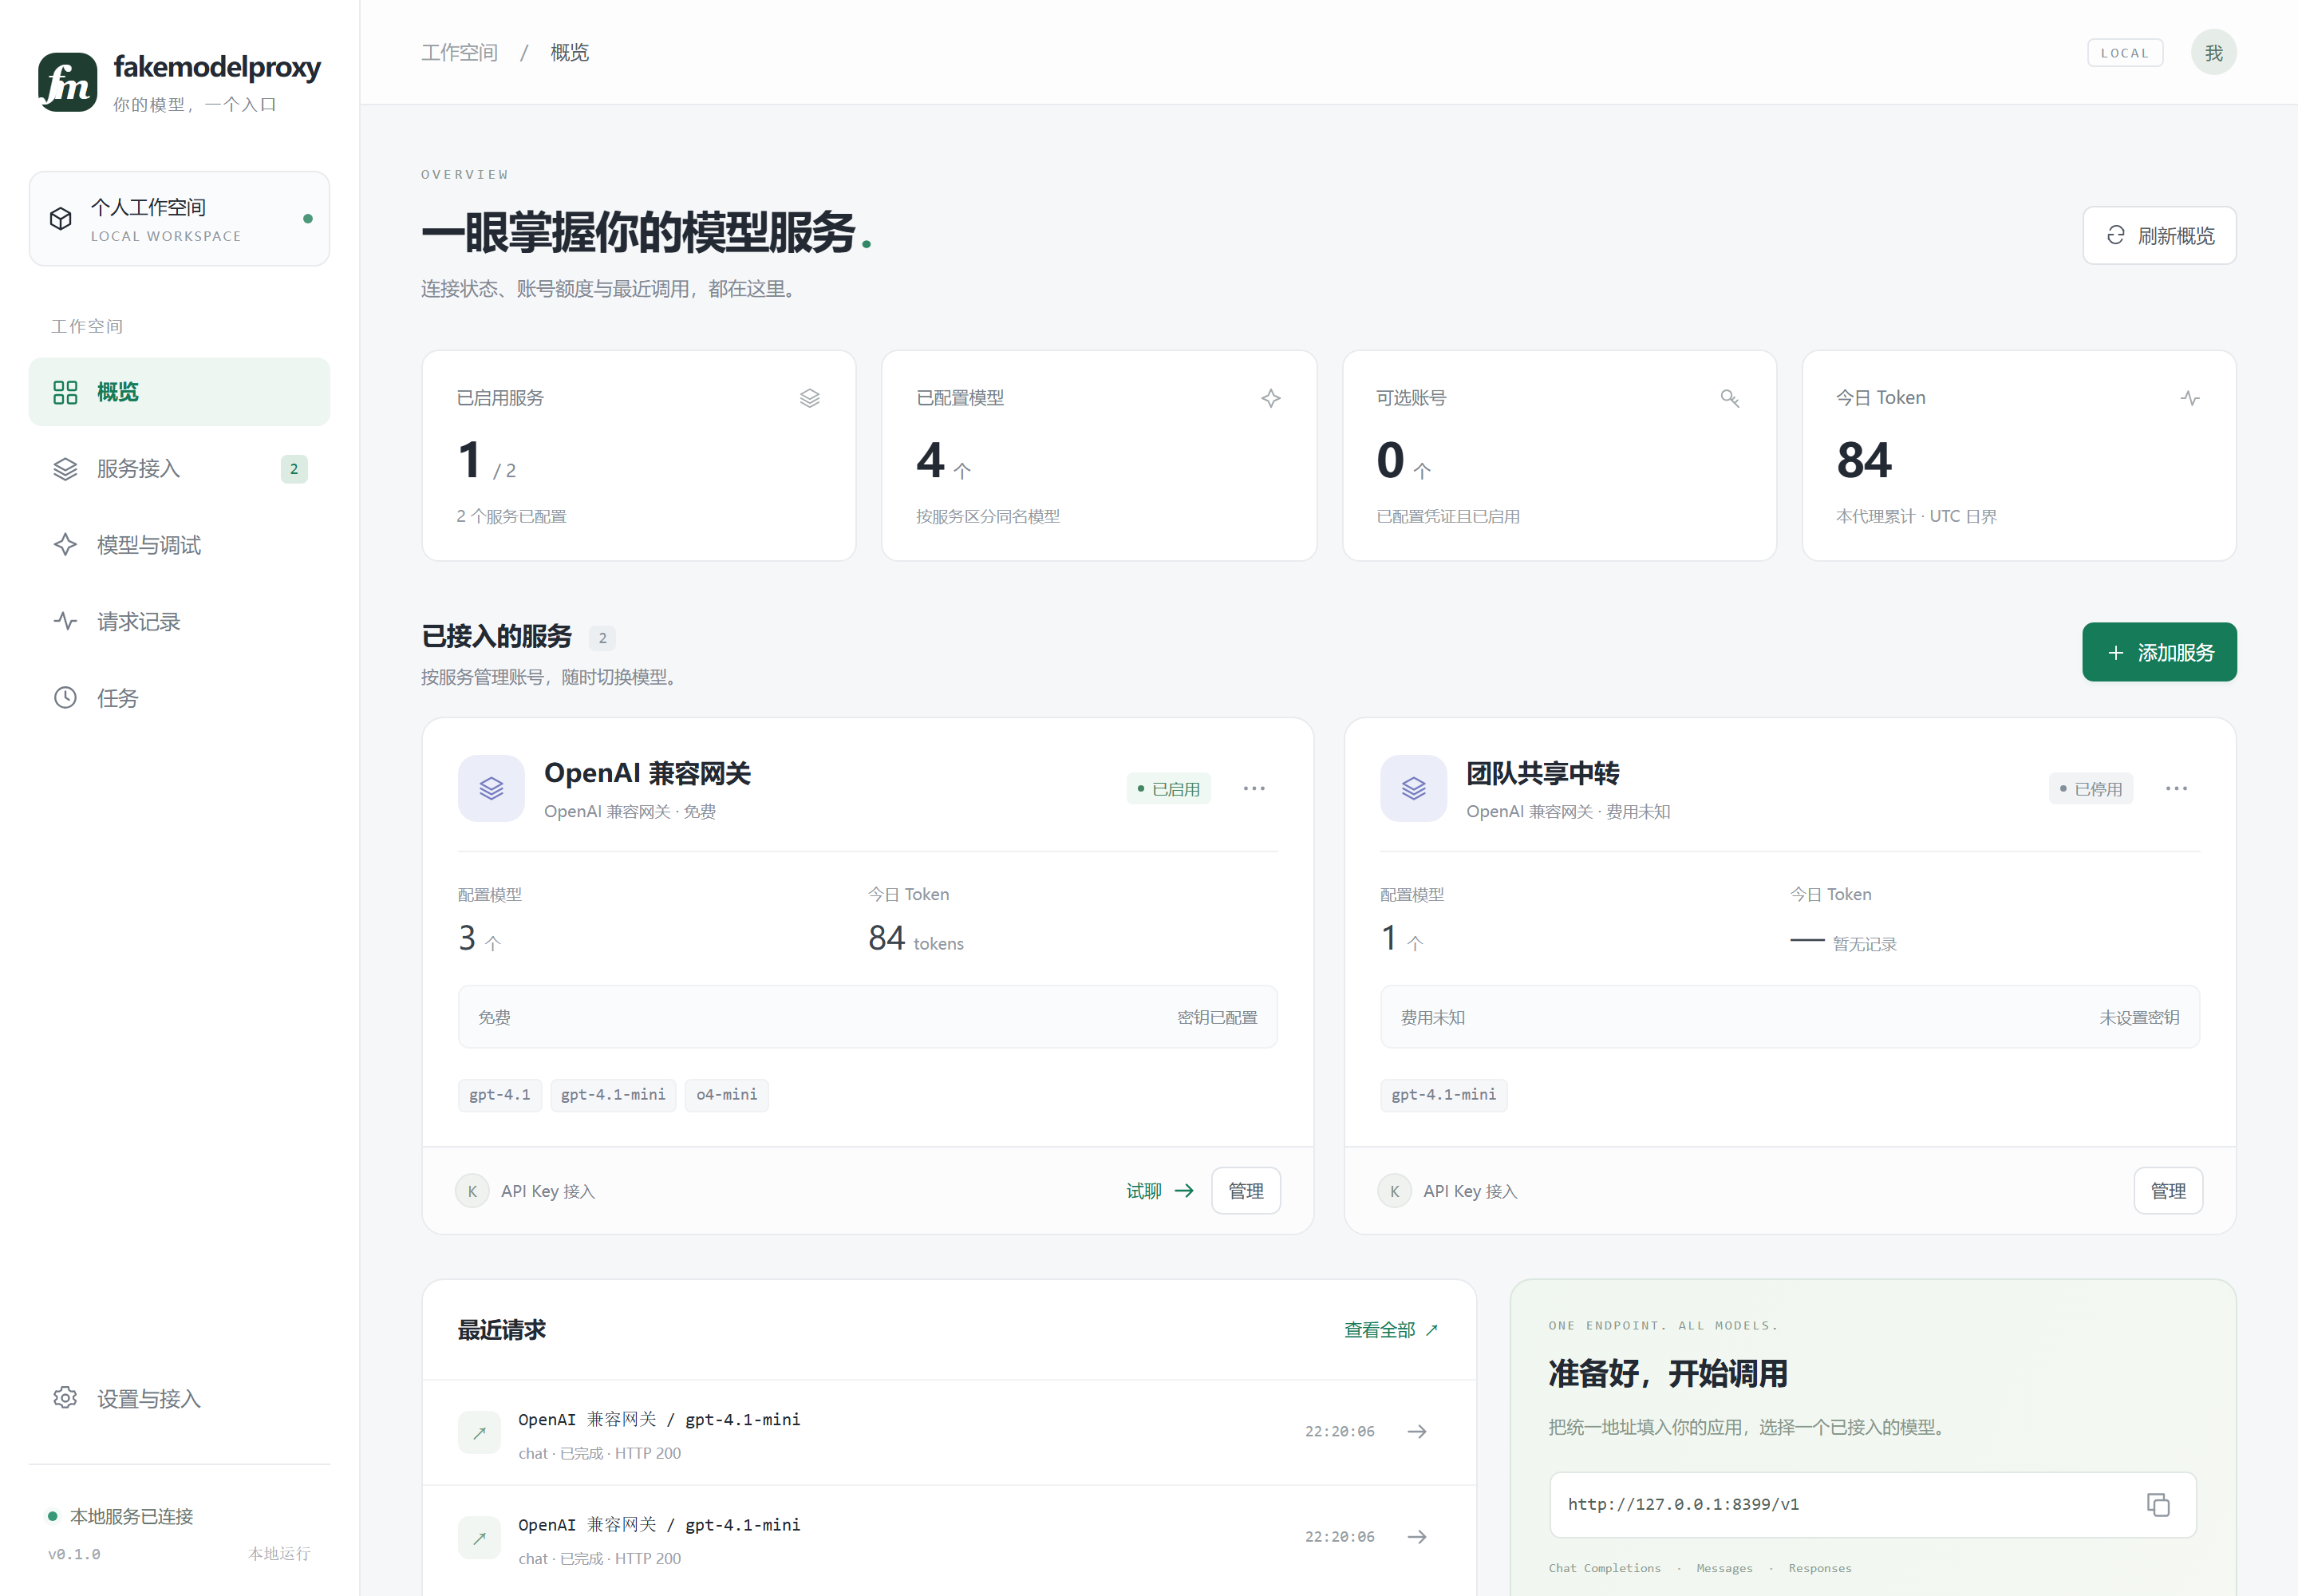 fm
fakemodelproxy
你的模型，一个入口
个人工作空间
LOCAL WORKSPACE
工作空间
概览
服务接入 2
模型与调试
请求记录
任务
设置与接入
本地服务已连接
v0.1.0 本地运行
工作空间 / 概览
LOCAL 我
OVERVIEW
一眼掌握你的模型服务.
连接状态、账号额度与最近调用，都在这里。
刷新概览
已启用服务
1 / 2
2 个服务已配置
已配置模型
4 个
按服务区分同名模型
可选账号
0 个
已配置凭证且已启用
今日 Token
84
本代理累计 · UTC 日界
已接入的服务 2
按服务管理账号，随时切换模型。
+ 添加服务
OpenAI 兼容网关
OpenAI 兼容网关 · 免费
已启用 ···
配置模型
3 个
今日 Token
84 tokens
免费 密钥已配置
gpt-4.1 gpt-4.1-mini o4-mini
K API Key 接入 试聊 → 管理
团队共享中转
OpenAI 兼容网关 · 费用未知
已停用 ···
配置模型
1 个
今日 Token
— 暂无记录
费用未知 未设置密钥
gpt-4.1-mini
K API Key 接入 管理
最近请求 查看全部 ↗
↗ OpenAI 兼容网关 / gpt-4.1-mini
chat · 已完成 · HTTP 200
22:20:06 →
↗ OpenAI 兼容网关 / gpt-4.1-mini
chat · 已完成 · HTTP 200
22:20:06 →
ONE ENDPOINT. ALL MODELS.
准备好，开始调用
把统一地址填入你的应用，选择一个已接入的模型。
http://127.0.0.1:8399/v1
Chat Completions · Messages · Responses